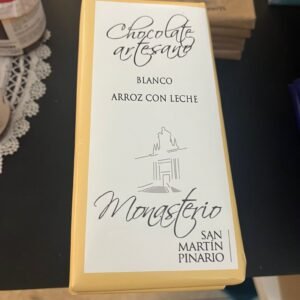 Chocolate
artesano
BLANCO
ARROZ CON LECHE
Monasterio
SAN
MARTÍN
PINARIO